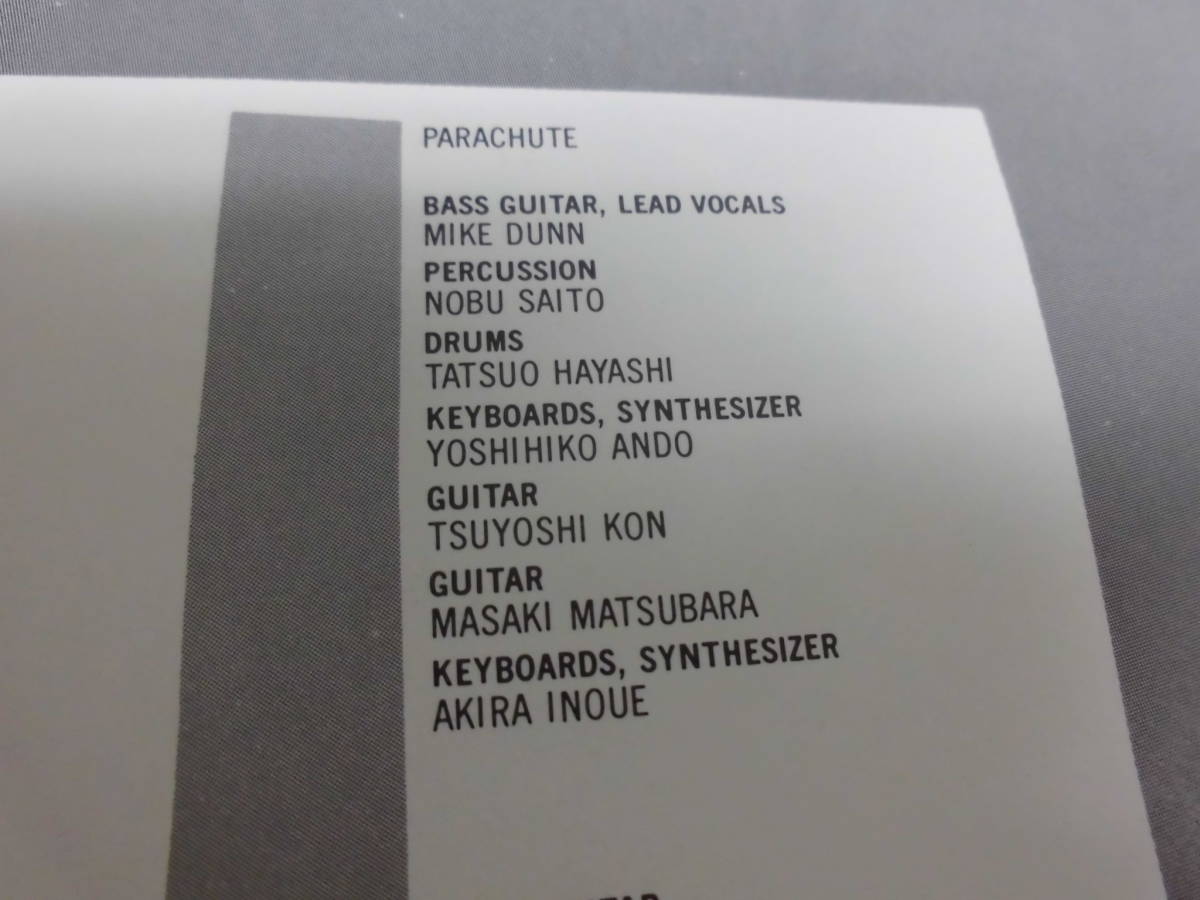 PARACHUTE
BASS GUITAR, LEAD VOCALS
MIKE DUNN
PERCUSSION
NOBU SAITO
DRUMS
TATSUO HAYASHI
KEYBOARDS, SYNTHESIZER
YOSHIHIKO ANDO
GUITAR
TSUYOSHI KON
GUITAR
MASAKI MATSUBARA
KEYBOARDS, SYNTHESIZER
AKIRA INOUE